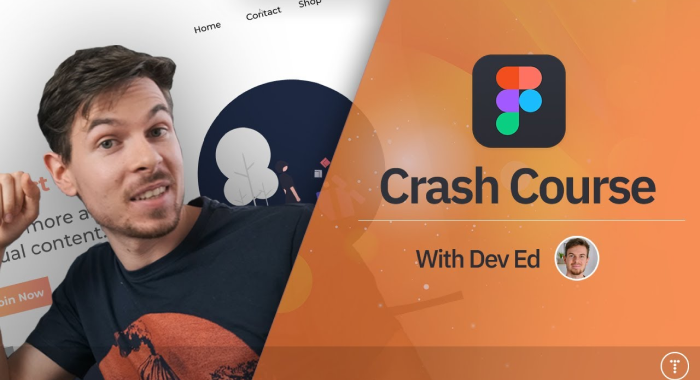 Home Contact Shop
more a
ual content.
oin Now
Crash Course
With Dev Ed